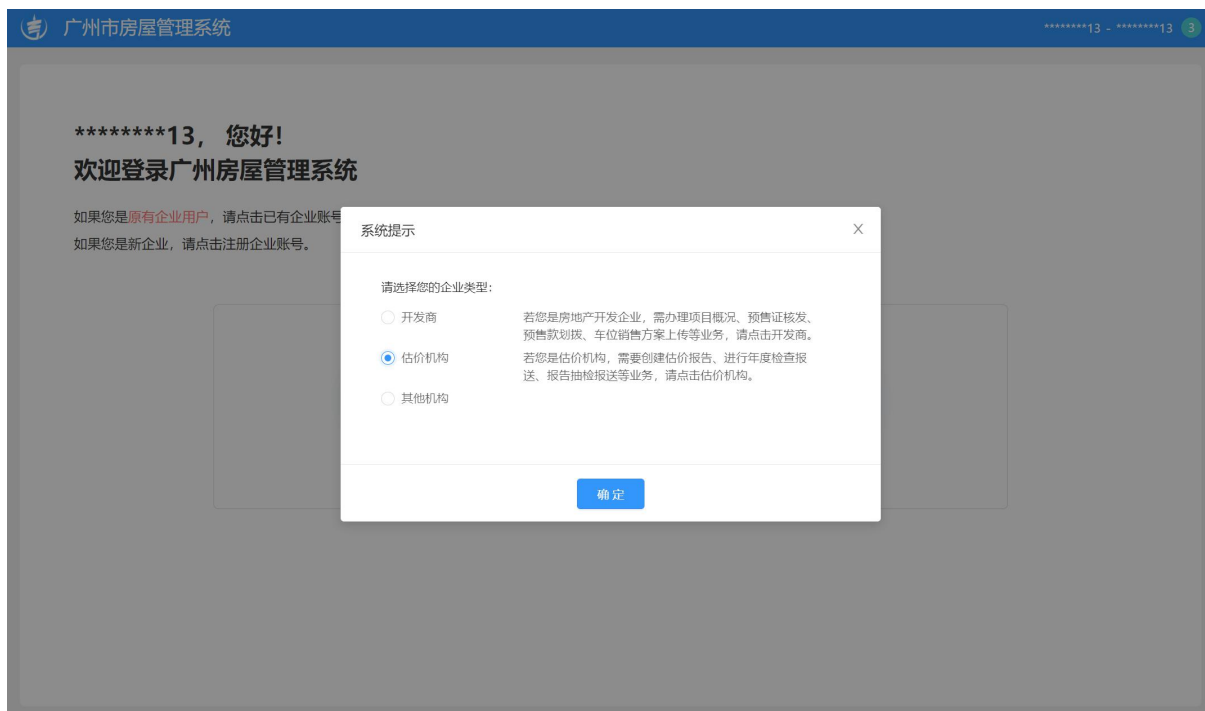 广州市房屋管理系统
********13 - ********13 3
********13， 您好!
欢迎登录广州房屋管理系统
如果您是原有企业用户，请点击已有企业账号
如果您是新企业，请点击注册企业账号。
系统提示 X
请选择您的企业类型:
开发商 若您是房地产开发企业，需办理项目概况、预售证核发、
预售款划拨、车位销售方案上传等业务，请点击开发商。
估价机构 若您是估价机构，需要创建估价报告、进行年度检查报
送、报告抽检报送等业务，请点击估价机构。
其他机构
确定